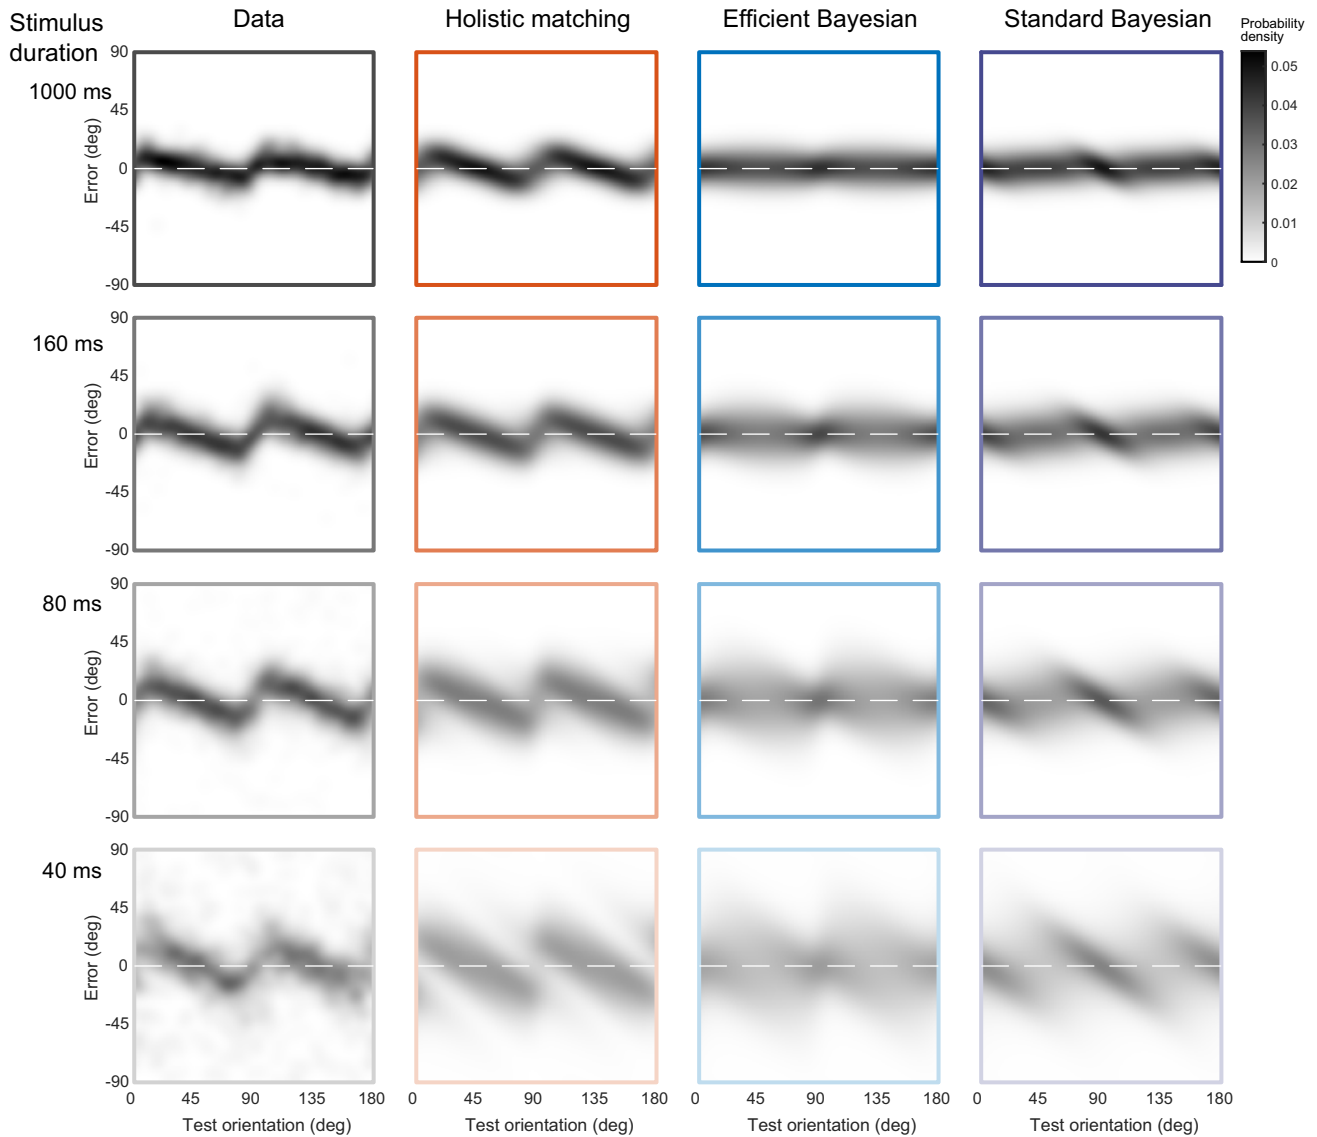 Stimulus
duration
Data
Holistic matching
Efficient Bayesian
Standard Bayesian
Probability
density
0.05
0.04
0.03
0.02
0.01
0
1000 ms
90
45
0
-45
-90
Error (deg)
160 ms
90
45
0
-45
-90
Error (deg)
80 ms
90
45
0
-45
-90
Error (deg)
40 ms
90
45
0
-45
-90
Error (deg)
0 45 90 135 180
0 45 90 135 180
0 45 90 135 180
0 45 90 135 180
Test orientation (deg)
Test orientation (deg)
Test orientation (deg)
Test orientation (deg)